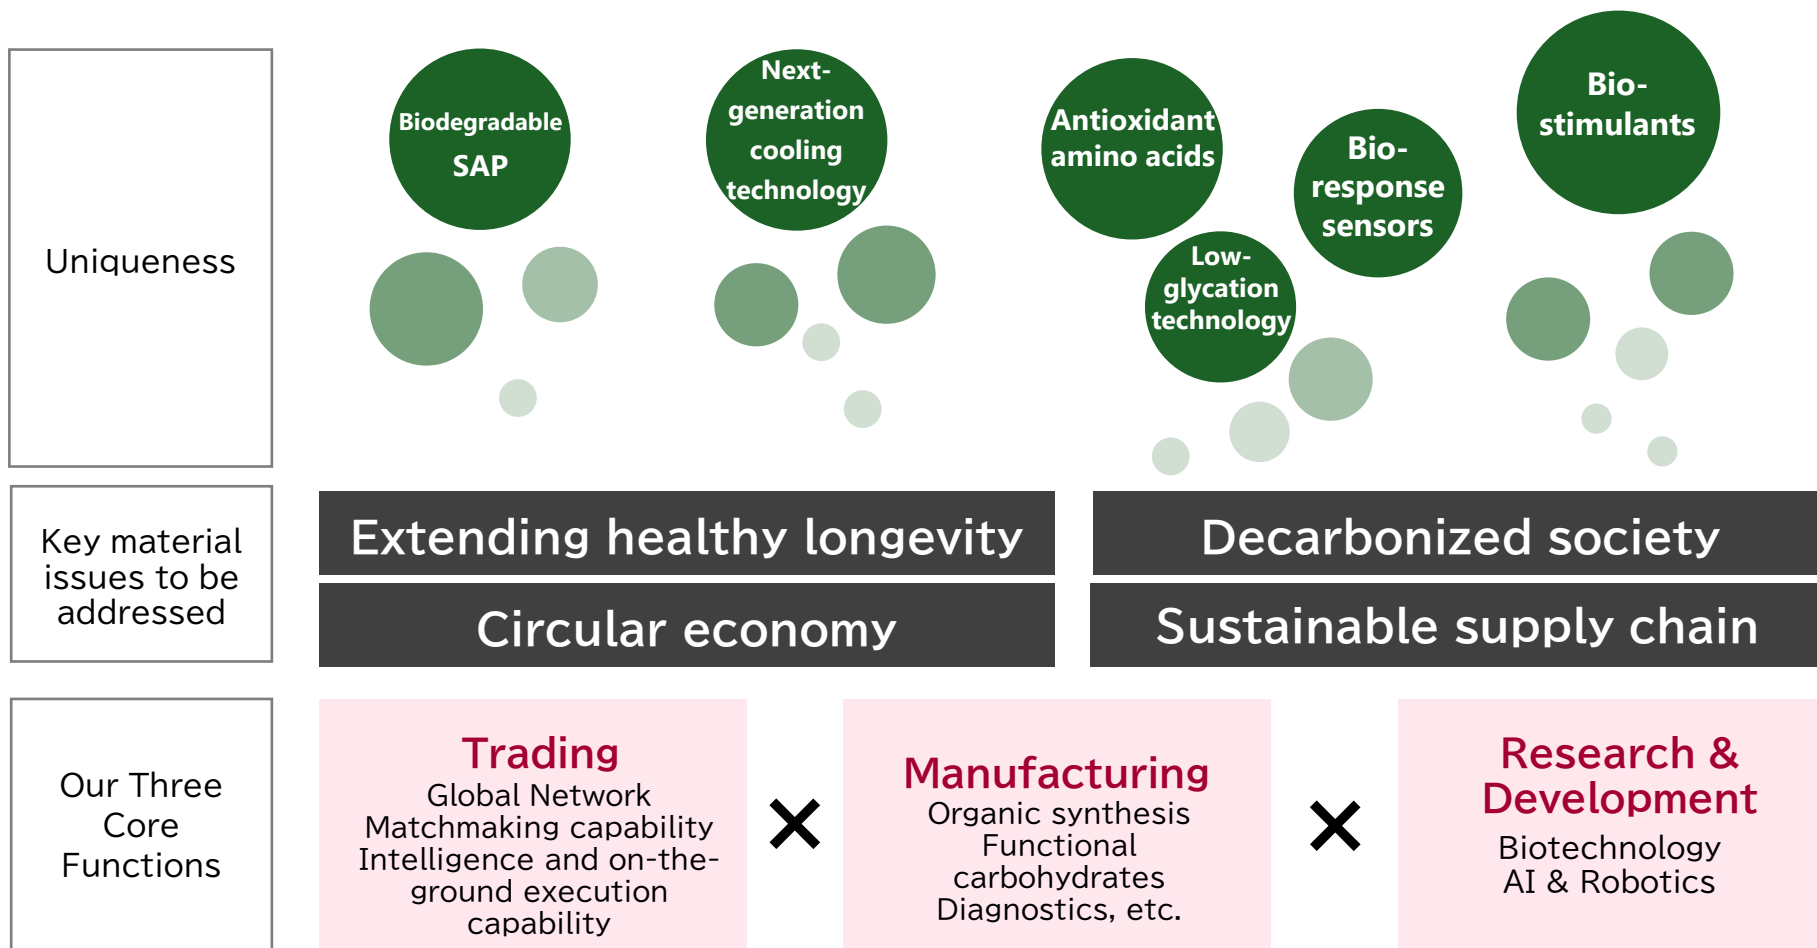 Uniqueness
Biodegradable
SAP
Next-
generation
cooling
technology
Antioxidant
amino acids
Low-
glycation
technology
Bio-
response
sensors
Bio-
stimulants
Key material
issues to be
addressed
Extending healthy longevity
Decarbonized society
Circular economy
Sustainable supply chain
Our Three
Core
Functions
Trading
Global Network
Matchmaking capability
Intelligence and on-the-
ground execution
capability
×
Manufacturing
Organic synthesis
Functional
carbohydrates
Diagnostics, etc.
×
Research &
Development
Biotechnology
AI & Robotics